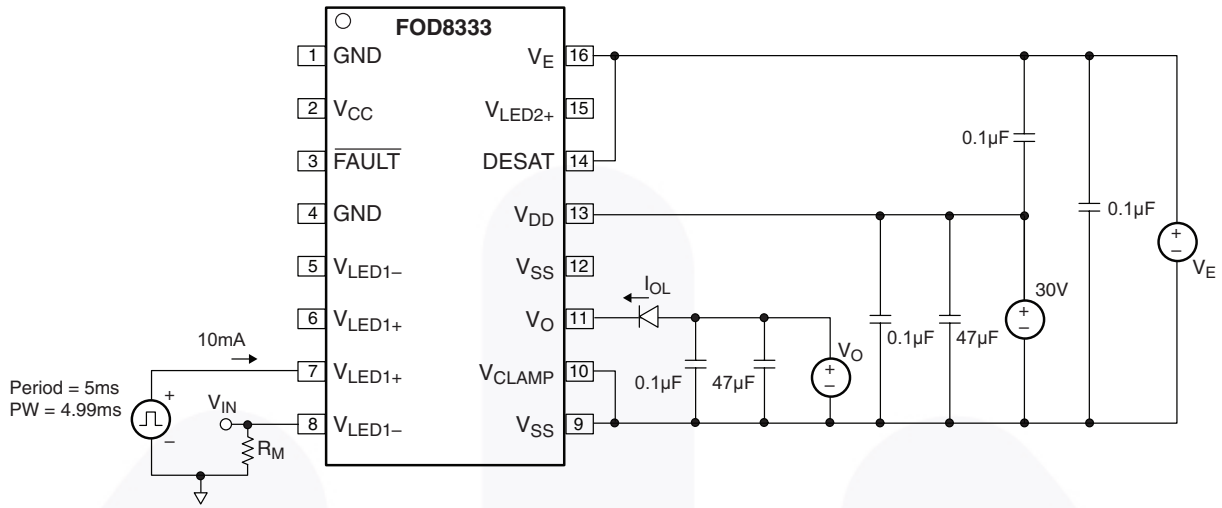 FOD8333
1 GND
2 VCC
3 FAULT
4 GND
5 VLED1–
6 VLED1+
7 VLED1+
8 VLED1–
VE 16
VLED2+ 15
DESAT 14
VDD 13
VSS 12
VO 11
VCLAMP 10
VSS 9
10mA
Period = 5ms
PW = 4.99ms
+
–
VIN
RM
IOL
0.1µF
47µF
VO
+
–
0.1µF
47µF
30V
+
–
0.1µF
0.1µF
+
–
VE